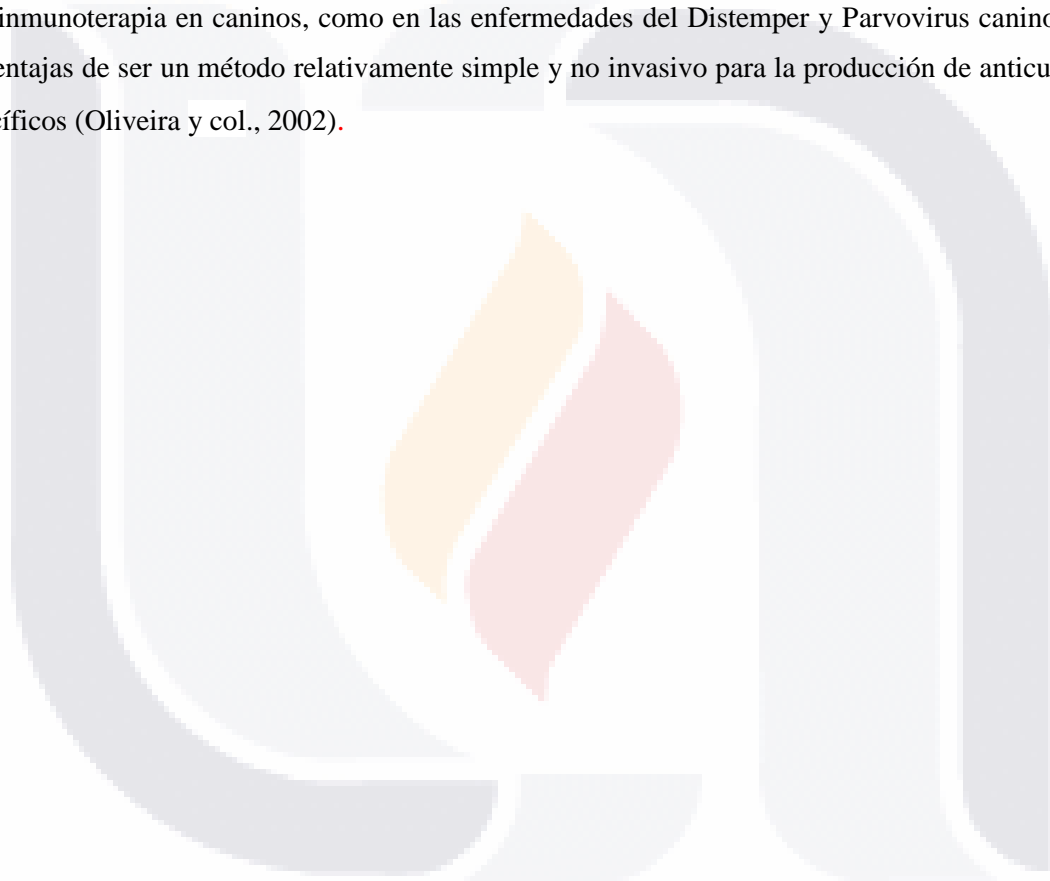 inmunoterapia en caninos, como en las enfermedades del Distemper y Parvovirus canino
entajas de ser un método relativamente simple y no invasivo para la producción de anticu
íficos (Oliveira y col., 2002).